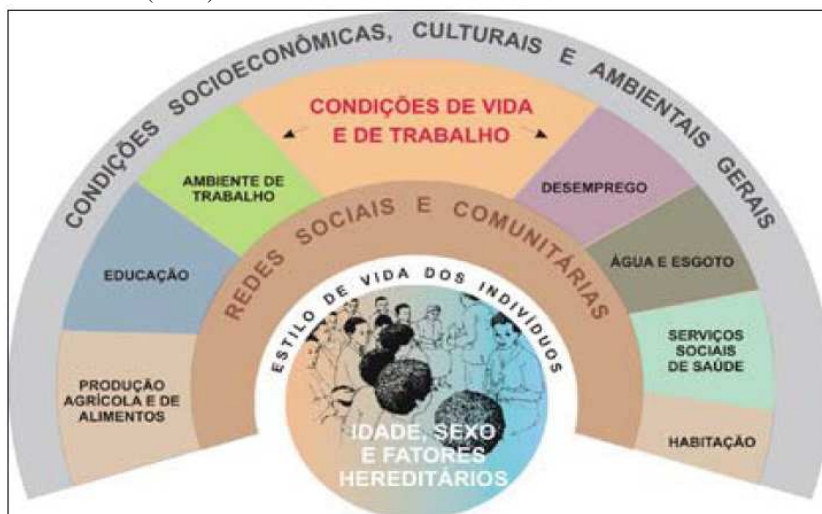 CONDIÇÕES SOCIOECONÔMICAS, CULTURAIS E AMBIENTAIS GERAIS
CONDIÇÕES DE VIDA
E DE TRABALHO
AMBIENTE DE
TRABALHO
DESEMPREGO
EDUCAÇÃO
ÁGUA E ESGOTO
PRODUÇÃO
AGRÍCOLA E DE
ALIMENTOS
SERVIÇOS
SOCIAIS
DE SAÚDE
HABITAÇÃO
REDES SOCIAIS E COMUNITÁRIAS
ESTILO DE VIDA DOS INDIVÍDUOS
IDADE, SEXO
E FATORES
HEREDITÁRIOS